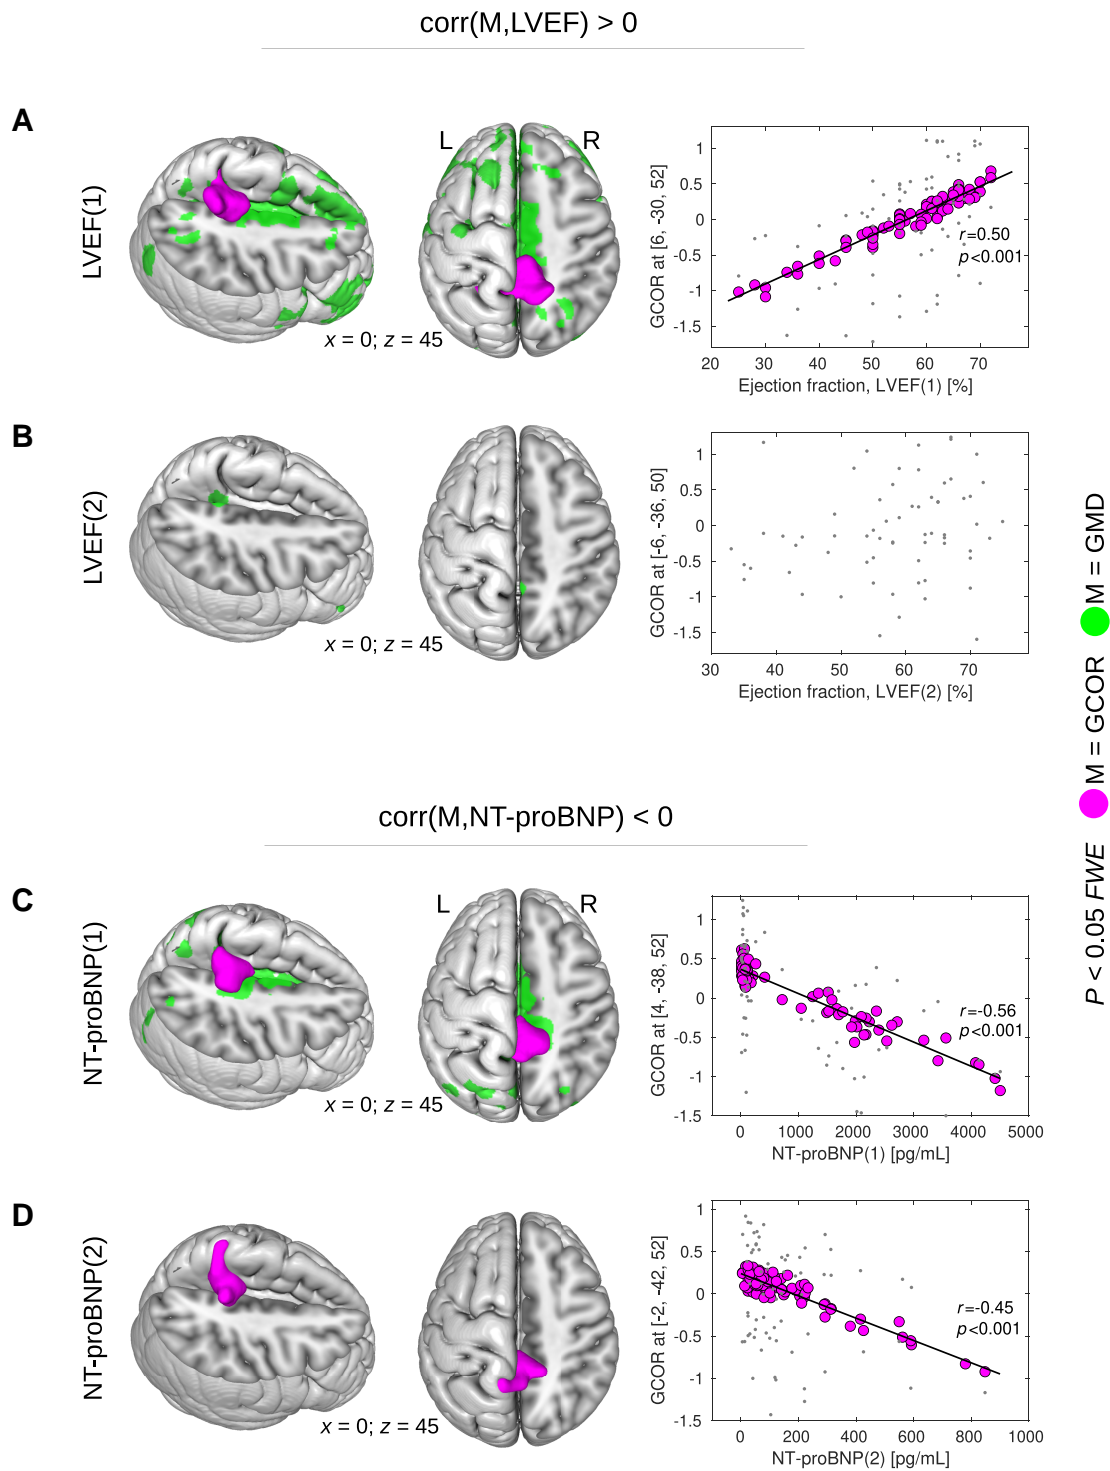 corr(M,LVEF) > 0
A
LVEF(1)
L
R
x = 0; z = 45
GCOR at [6, -30, 52]
1
0.5
0
-0.5
-1
-1.5
r=0.50
p<0.001
20 30 40 50 60 70
Ejection fraction, LVEF(1) [%]
B
LVEF(2)
x = 0; z = 45
GCOR at [-6, -36, 50]
1
0.5
0
-0.5
-1
-1.5
30 40 50 60 70
Ejection fraction, LVEF(2) [%]
P < 0.05 FWE M = GCOR M = GMD
corr(M,NT-proBNP) < 0
C
NT-proBNP(1)
L
R
x = 0; z = 45
GCOR at [4, -38, 52]
1
0.5
0
-0.5
-1
-1.5
r=-0.56
p<0.001
0 1000 2000 3000 4000 5000
NT-proBNP(1) [pg/mL]
D
NT-proBNP(2)
x = 0; z = 45
GCOR at [-2, -42, 52]
1
0.5
0
-0.5
-1
-1.5
r=-0.45
p<0.001
0 200 400 600 800 1000
NT-proBNP(2) [pg/mL]